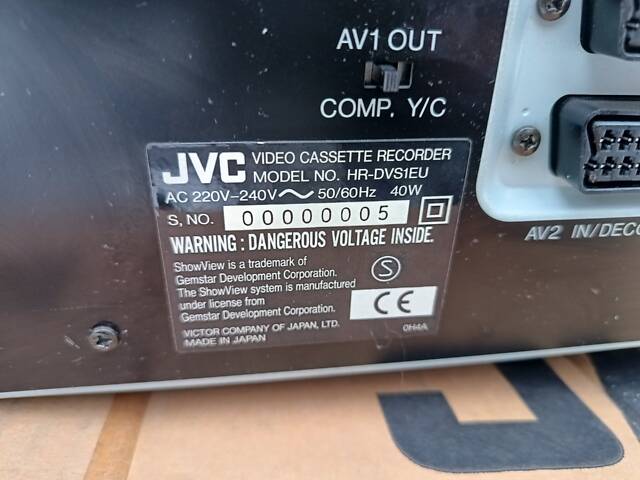 AV1 OUT
COMP. Y/C
JVC VIDEO CASSETTE RECORDER
MODEL NO. HR-DVS1EU
AC 220V-240V～ 50/60Hz 40W
S. NO. 00000005
WARNING : DANGEROUS VOLTAGE INSIDE.
ShowView is a trademark of
Gemstar Development Corporation.
The ShowView system is manufactured
under license from
Gemstar Development Corporation.
S
CE
VICTOR COMPANY OF JAPAN, LTD.
MADE IN JAPAN
0H4A
AV2 IN/DECO